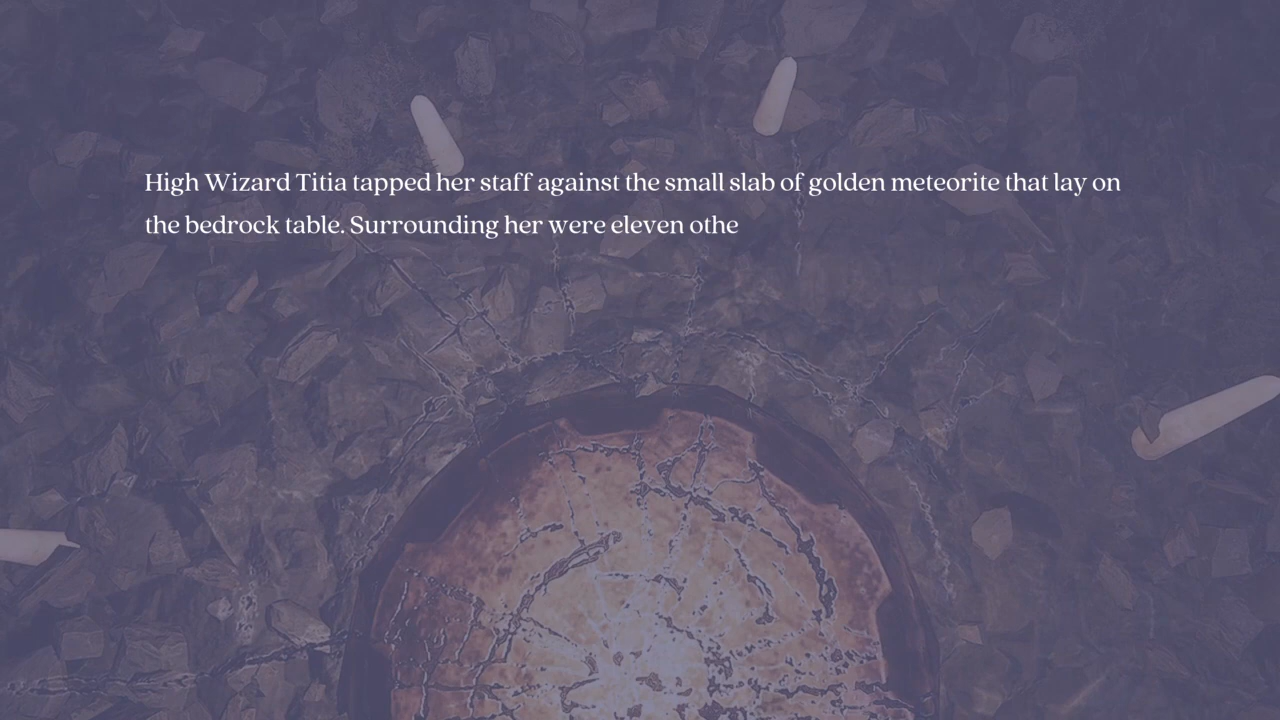 High Wizard Titia tapped her staff against the small slab of golden meteorite that lay on
the bedrock table. Surrounding her were eleven othe